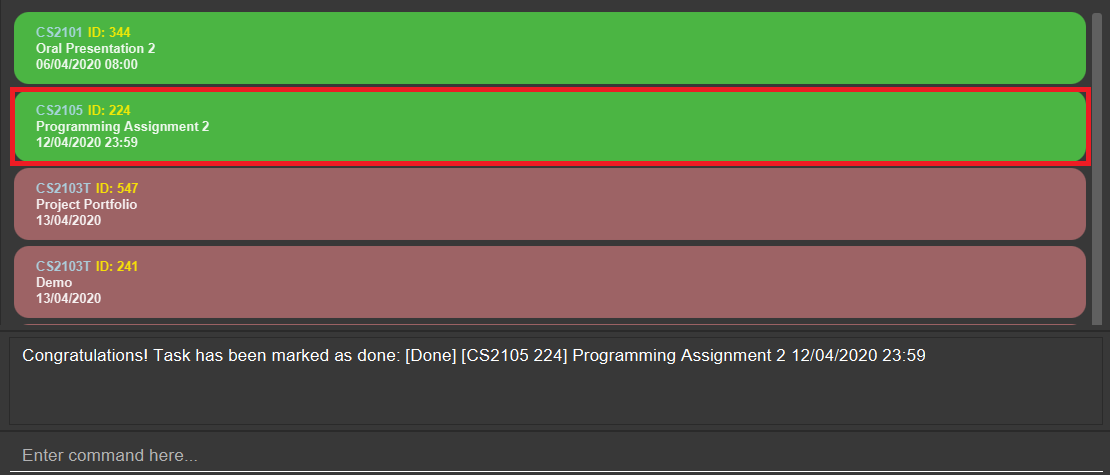 CS2101 ID: 344
Oral Presentation 2
06/04/2020 08:00
CS2105 ID: 224
Programming Assignment 2
12/04/2020 23:59
CS2103T ID: 547
Project Portfolio
13/04/2020
CS2103T ID: 241
Demo
13/04/2020
Congratulations! Task has been marked as done: [Done] [CS2105 224] Programming Assignment 2 12/04/2020 23:59
Enter command here...